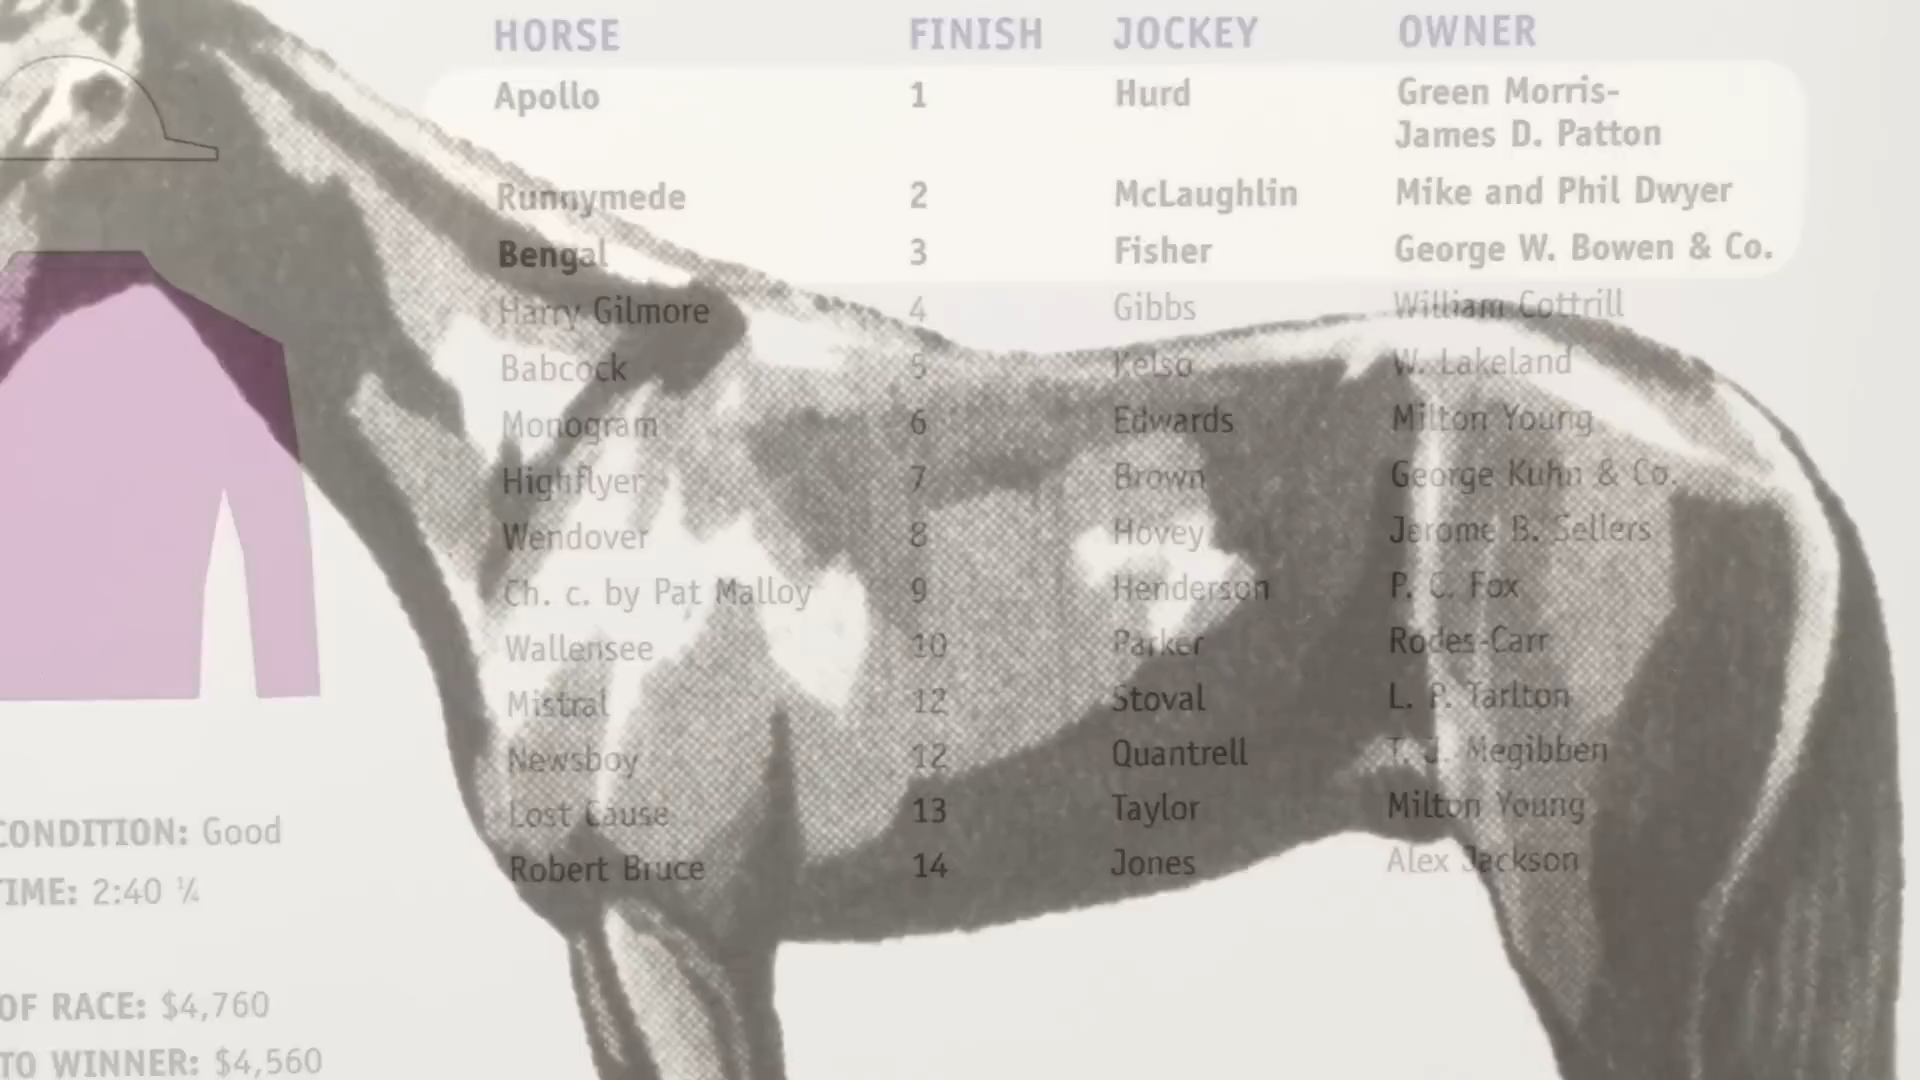 HORSE FINISH JOCKEY OWNER
Apollo 1 Hurd Green Morris-
James D. Patton
Runnymede 2 McLaughlin Mike and Phil Dwyer
Bengal 3 Fisher George W. Bowen & Co.
Harry Gilmore 4 Gibbs William Cottrill
Babcock 5 Kelso W. Lakeland
Monogram 6 Edwards Milton Young
Highflyer 7 Brown George Kuhn & Co.
Wendover 8 Hovey Jerome B. Sellers
Ch. c. by Pat Malloy 9 Henderson P. C. Fox
Wallensee 10 Parker Rodes-Carr
Mistral 12 Stoval L. P. Tarlton
Newsboy 12 Quantrell T. J. Megibben
Lost Cause 13 Taylor Milton Young
Robert Bruce 14 Jones Alex Jackson
CONDITION: Good
TIME: 2:40 ¼
OF RACE: $4,760
TO WINNER: $4,560